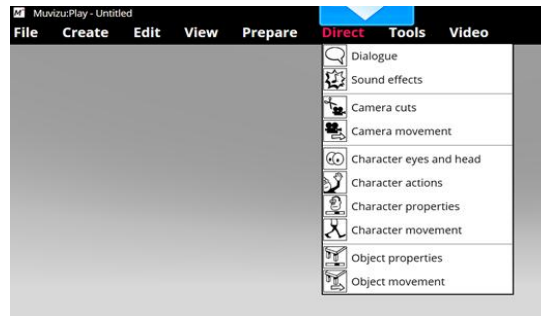 Muvizu:Play - Untitled
File Create Edit View Prepare Direct Tools Video
Dialogue
Sound effects
Camera cuts
Camera movement
Character eyes and head
Character actions
Character properties
Character movement
Object properties
Object movement